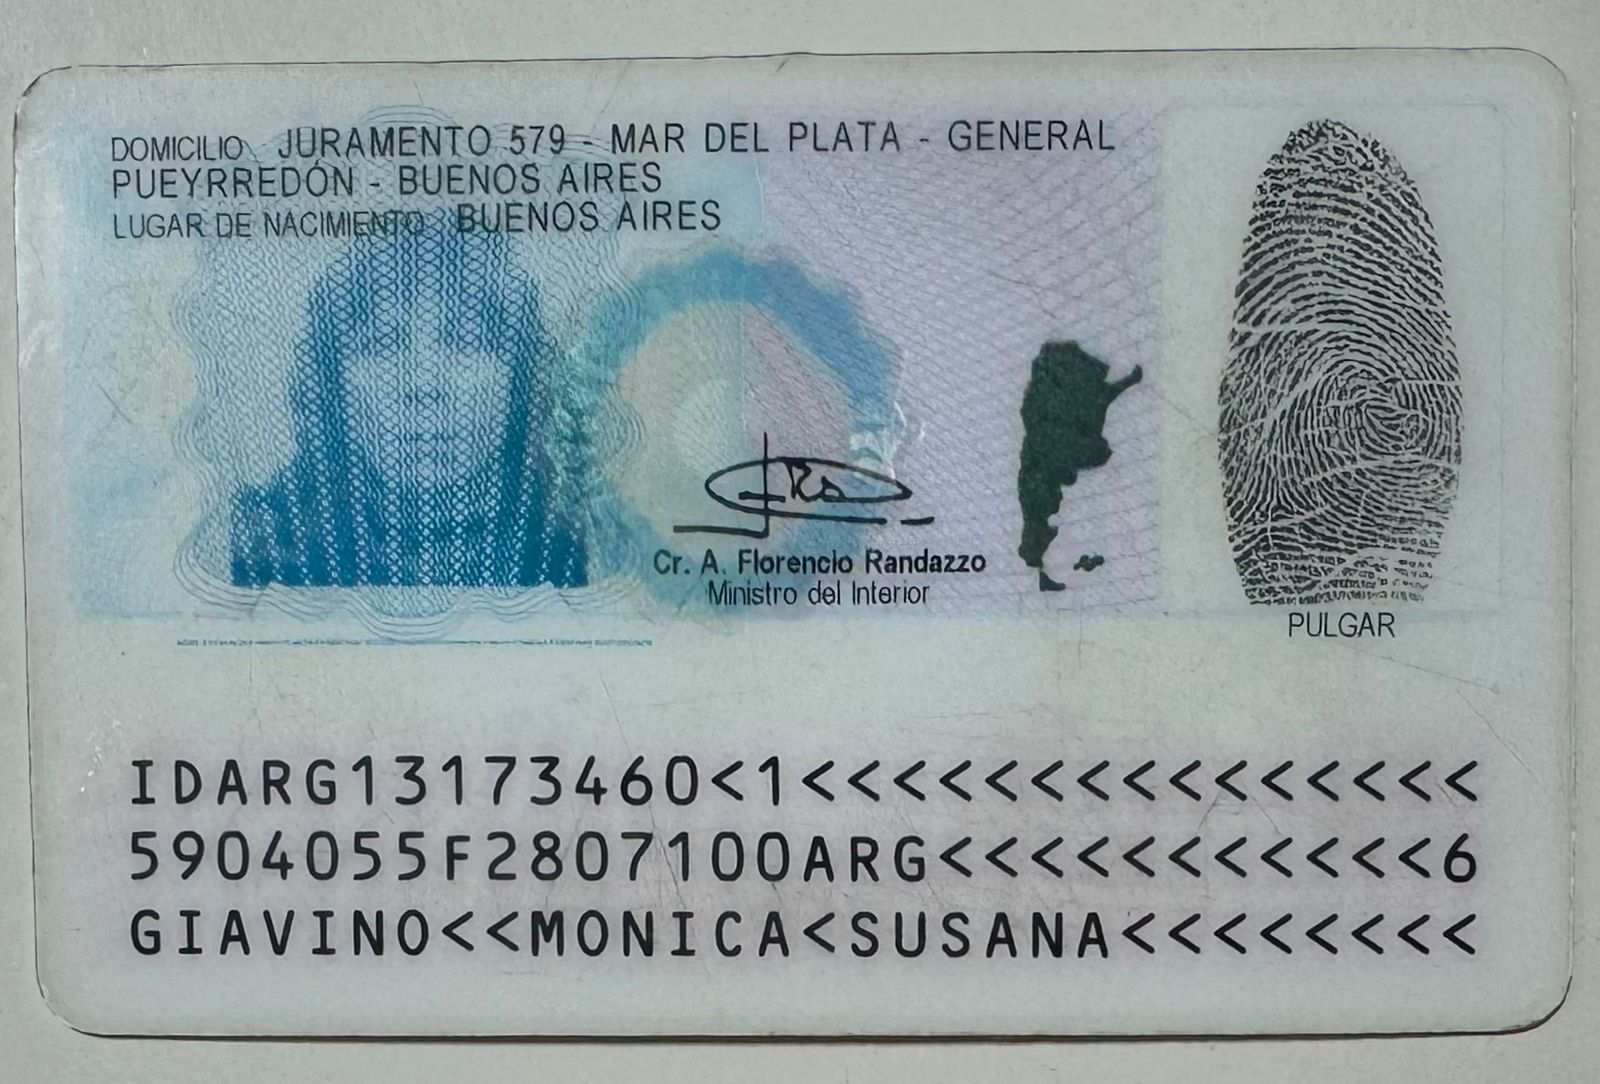 DOMICILIO JURAMENTO 579 - MAR DEL PLATA - GENERAL
PUEYRREDÓN - BUENOS AIRES
LUGAR DE NACIMIENTO BUENOS AIRES
Cr. A. Florencio Randazzo
Ministro del Interior
PULGAR
IDARG13173460<1<<<<<<<<<<<<<<<
5904055F2807100ARG<<<<<<<<<<<6
GIAVINO<<MONICA<SUSANA<<<<<<<<